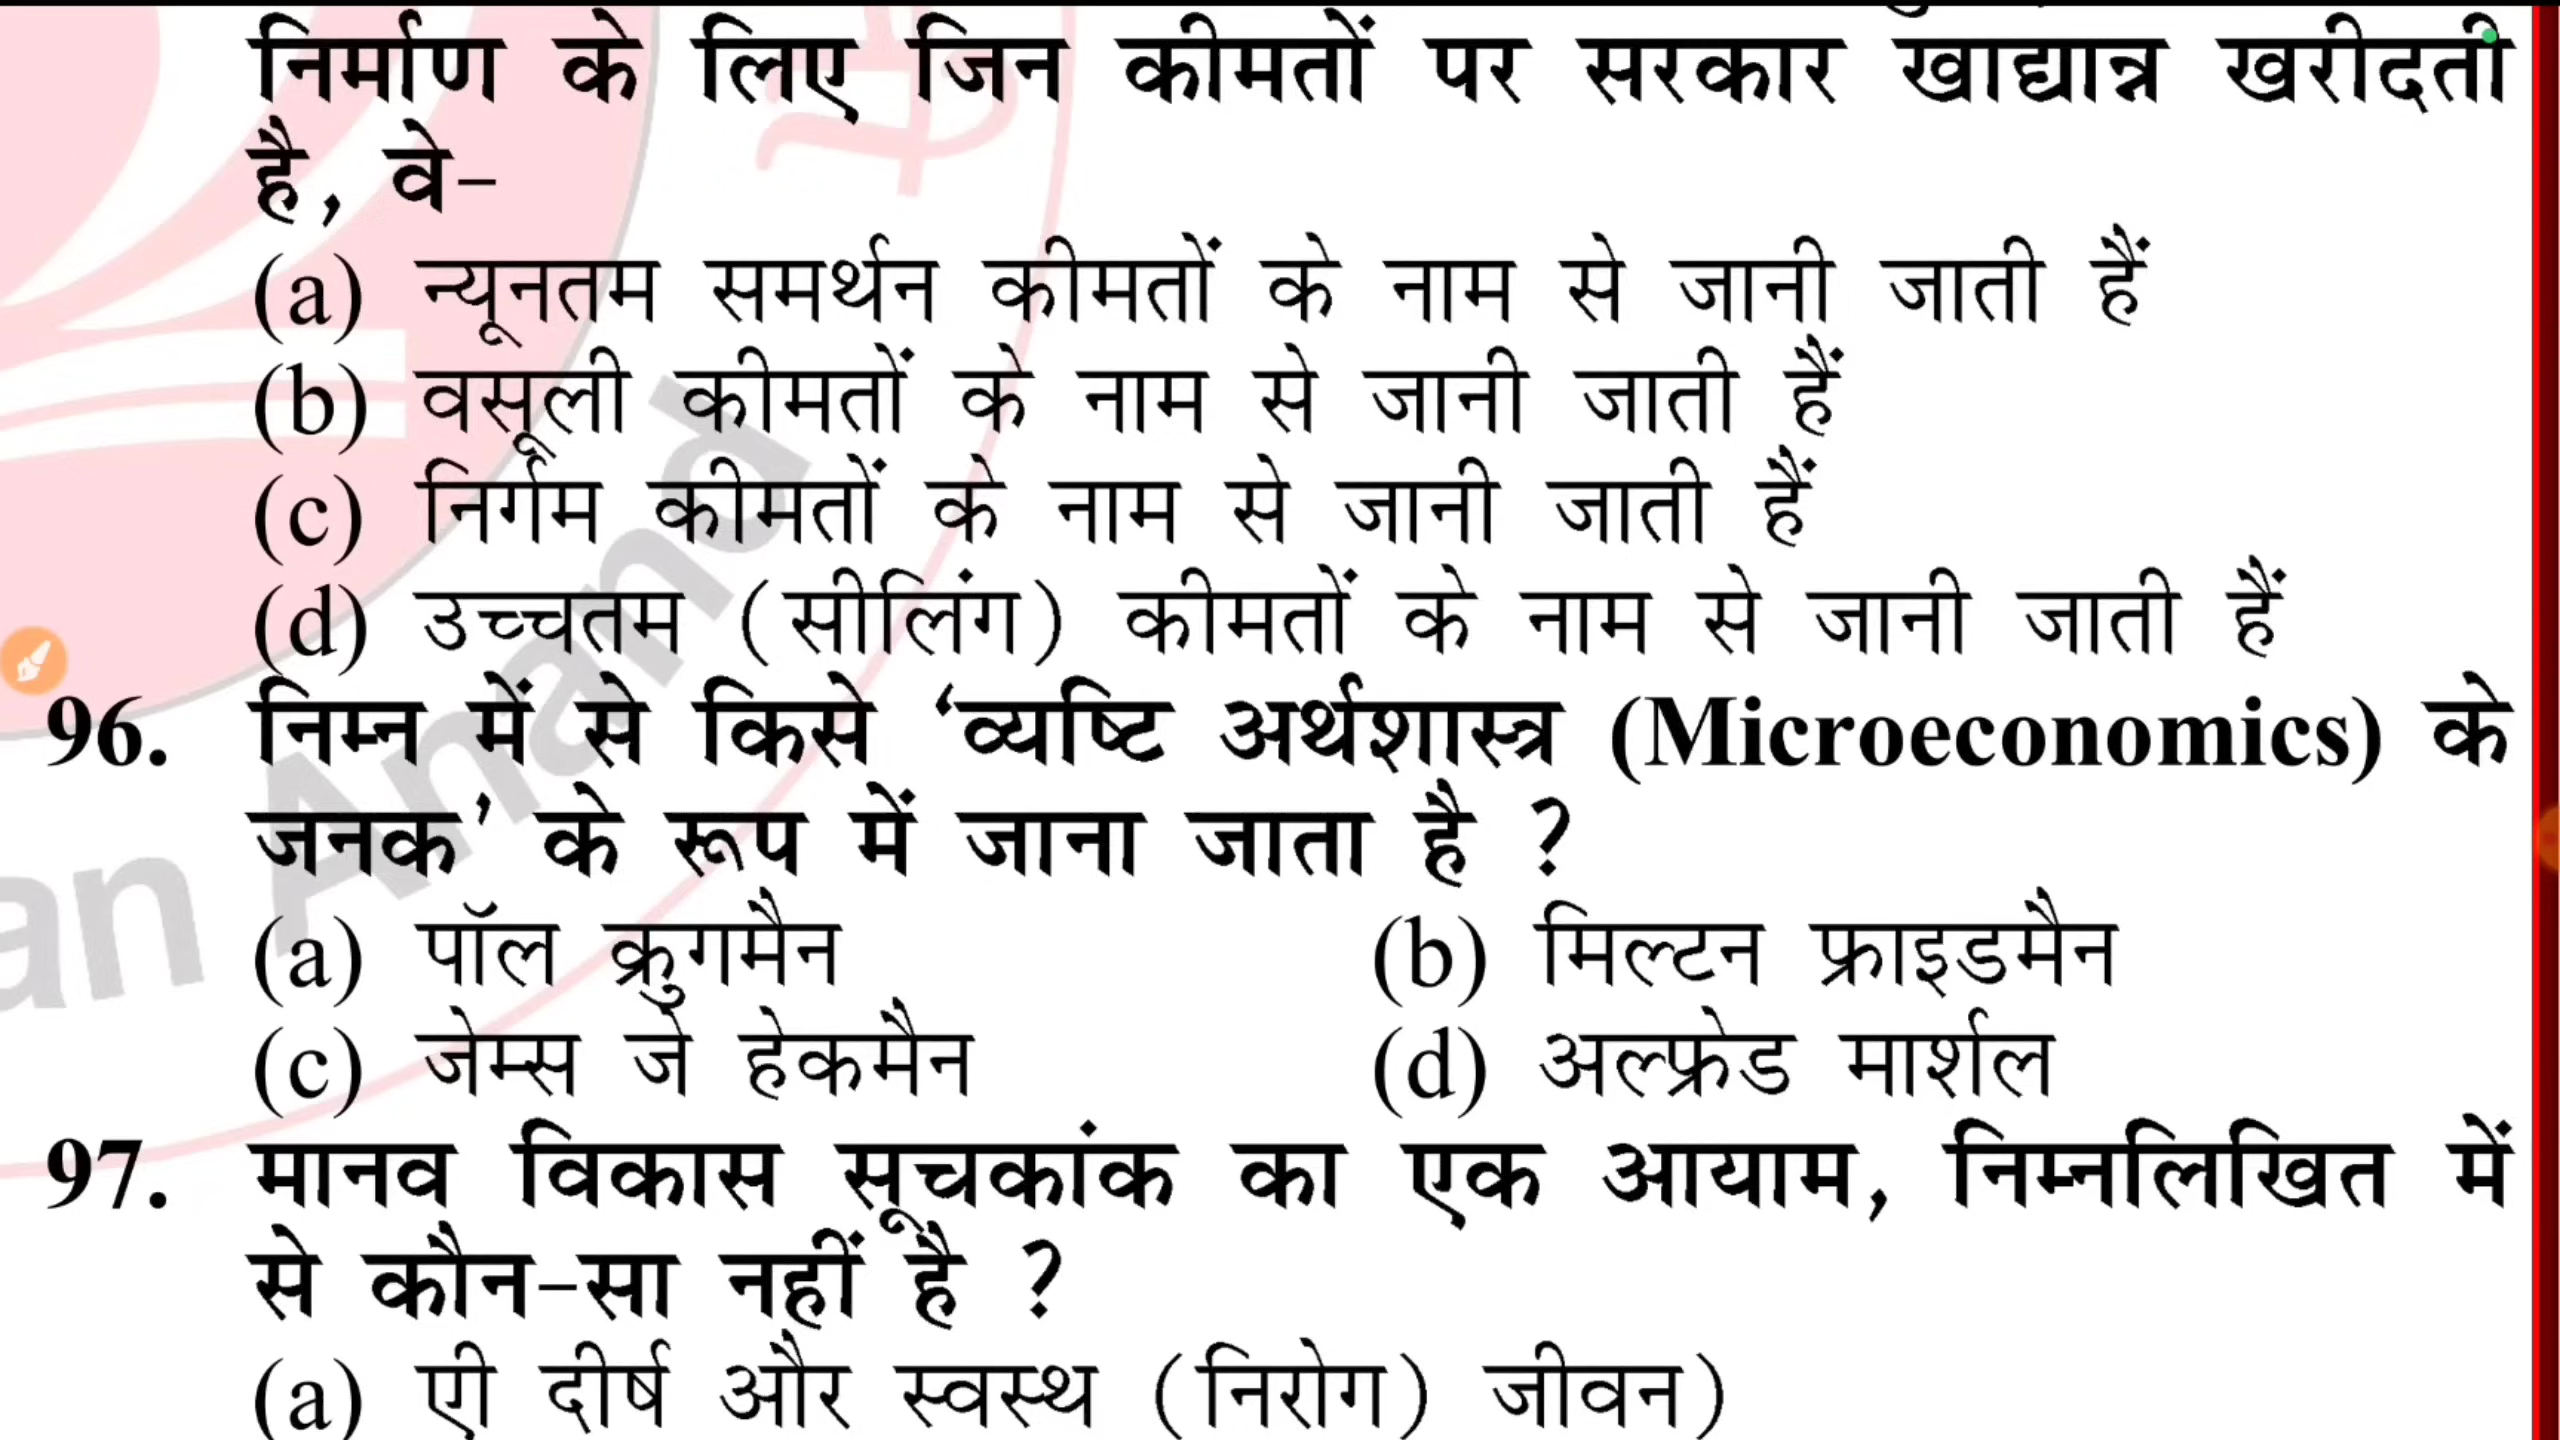 निर्माण के लिए जिन कीमतों पर सरकार खाद्यान्न खरीदती
है, वे-
(a) न्यूनतम समर्थन कीमतों के नाम से जानी जाती हैं
(b) वसूली कीमतों के नाम से जानी जाती हैं
(c) निर्गम कीमतों के नाम से जानी जाती हैं
(d) उच्चतम (सीलिंग) कीमतों के नाम से जानी जाती हैं
96. निम्न में से किसे ‘व्यष्टि अर्थशास्त्र (Microeconomics) के
जनक’ के रूप में जाना जाता है ?
(a) पॉल क्रुगमैन (b) मिल्टन फ्राइडमैन
(c) जेम्स जे हेकमैन (d) अल्फ्रेड मार्शल
97. मानव विकास सूचकांक का एक आयाम, निम्नलिखित में
से कौन-सा नहीं है ?
(a) एी दीर्ष और स्वस्थ (निरोग) जीवन)
an Anand